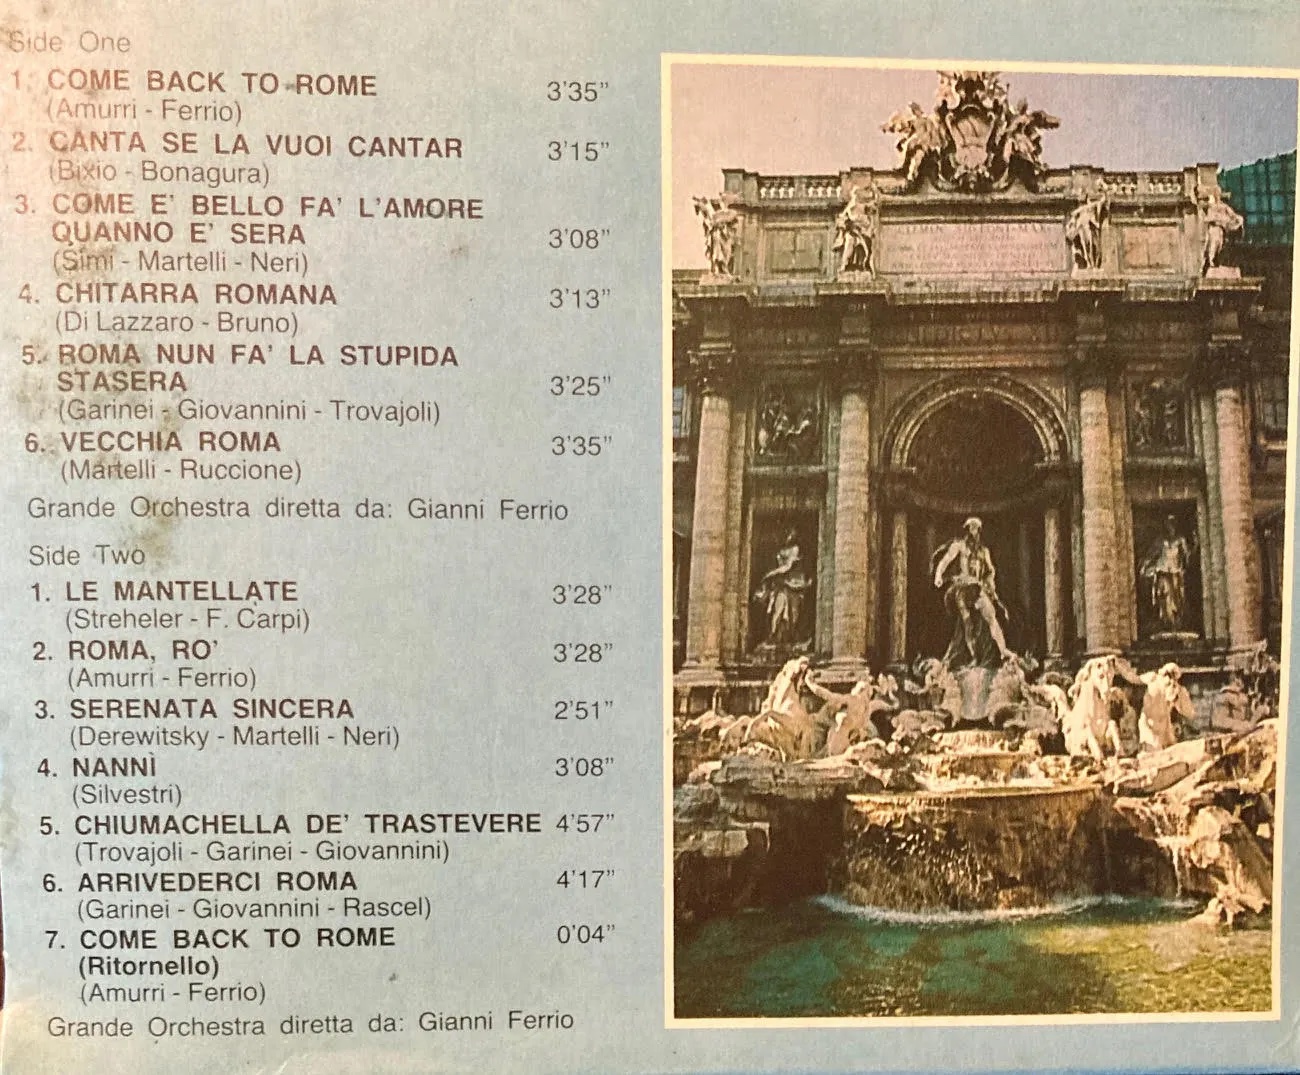 Side One
1. COME BACK TO ROME 3'35"
(Amurri - Ferrio)
2. CANTA SE LA VUOI CANTAR 3'15"
(Bixio - Bonagura)
3. COME E' BELLO FA' L'AMORE
QUANNO E' SERA 3'08"
(Simi - Martelli - Neri)
4. CHITARRA ROMANA 3'13"
(Di Lazzaro - Bruno)
5. ROMA NUN FA' LA STUPIDA
STASERA 3'25"
(Garinei - Giovannini - Trovajoli)
6. VECCHIA ROMA 3'35"
(Martelli - Ruccione)
Grande Orchestra diretta da: Gianni Ferrio
Side Two
1. LE MANTELLATE 3'28"
(Streheler - F. Carpi)
2. ROMA, RO' 3'28"
(Amurri - Ferrio)
3. SERENATA SINCERA 2'51"
(Derewitsky - Martelli - Neri)
4. NANNÌ 3'08"
(Silvestri)
5. CHIUMACHELLA DE' TRASTEVERE 4'57"
(Trovajoli - Garinei - Giovannini)
6. ARRIVEDERCI ROMA 4'17"
(Garinei - Giovannini - Rascel)
7. COME BACK TO ROME 0'04"
(Ritornello)
(Amurri - Ferrio)
Grande Orchestra diretta da: Gianni Ferrio